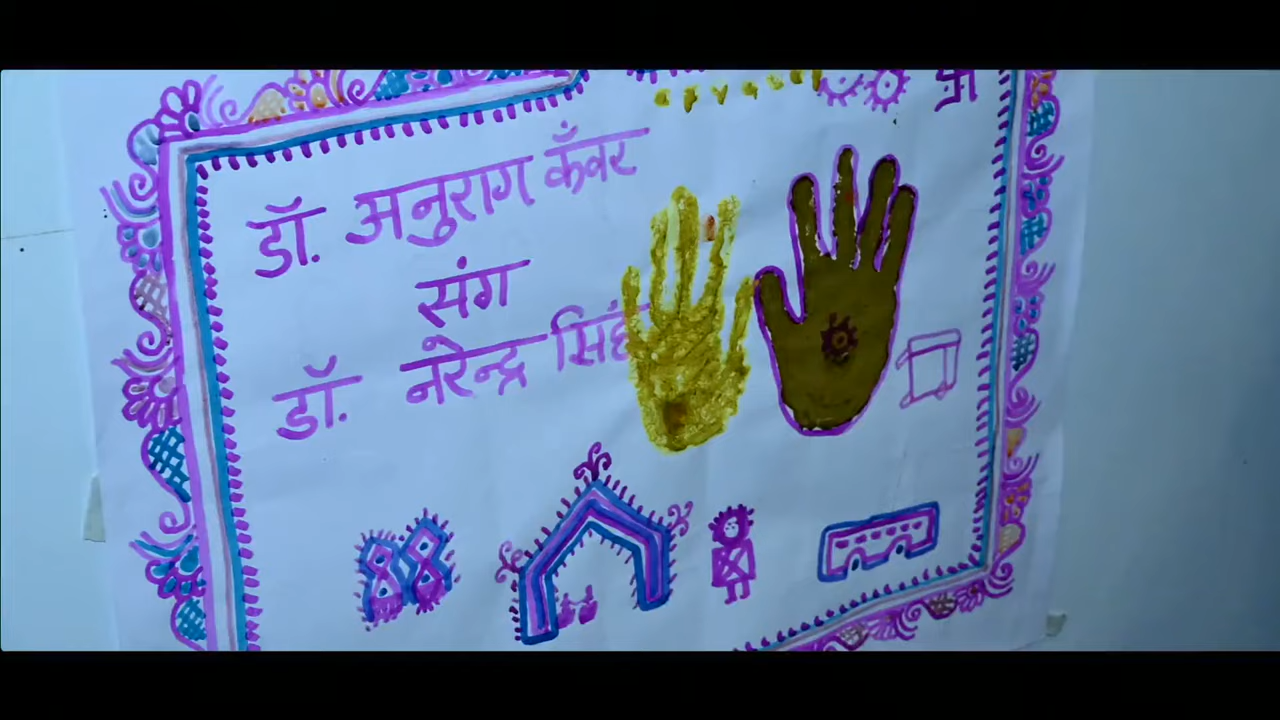 डॉ. अनुराग कँवर
संग
डॉ. नरेन्द्र सिंह